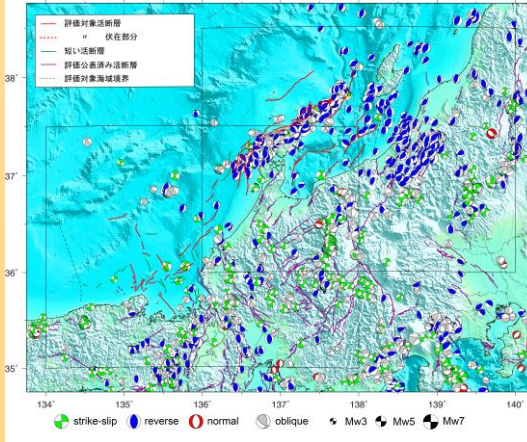 評価対象活断層
〃 伏在部分
短い活断層
評価公表済み活断層
評価対象海域境界
38°
37°
36°
35°
134° 135° 136° 137° 138° 139° 140°
strike-slip reverse normal oblique Mw3 Mw5 Mw7